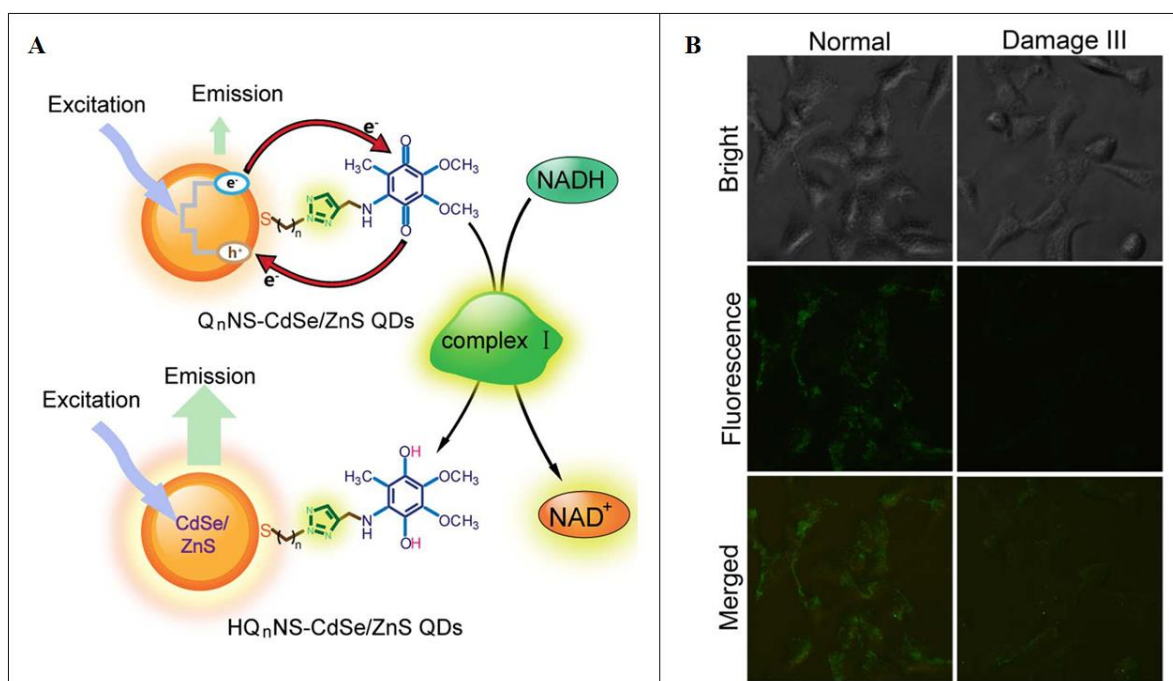 A
Excitation
Emission
e⁻
e⁻
h⁺
e⁻
S
( )n
N
N
N
N
H
H₃C
O
O
OCH₃
OCH₃
NADH
QₙNS-CdSe/ZnS QDs
complex I
Excitation
Emission
CdSe/
ZnS
S
( )n
N
N
N
N
H
H₃C
OH
OH
OCH₃
OCH₃
NAD⁺
HQₙNS-CdSe/ZnS QDs
B
Normal
Damage III
Bright
Fluorescence
Merged